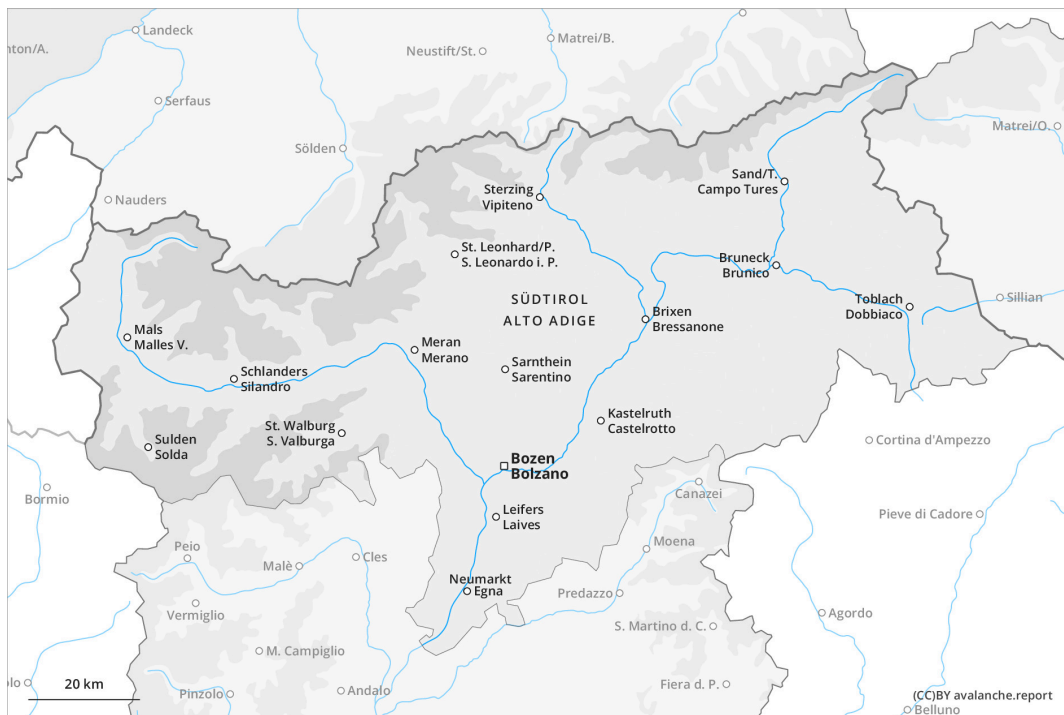 Landeck
nton/A.
Neustift/St.
Matrei/B.
Serfaus
Matrei/O.
Sölden
Nauders
Sterzing
Vipiteno
Sand/T.
Campo Tures
St. Leonhard/P.
S. Leonardo i. P.
Bruneck
Brunico
SÜDTIROL
ALTO ADIGE
Toblach
Dobbiaco
Sillian
Brixen
Bressanone
Mals
Malles V.
Meran
Merano
Sarnthein
Sarentino
Schlanders
Silandro
Kastelruth
Castelrotto
St. Walburg
S. Valburga
Sulden
Solda
Cortina d'Ampezzo
Bozen
Bolzano
Bormio
Canazei
Leifers
Laives
Pieve di Cadore
Moena
Peio
Malè
Cles
Neumarkt
Egna
Predazzo
Vermiglio
Agordo
S. Martino d. C.
M. Campiglio
20 km
olo
Pinzolo
Andalo
Fiera d. P.
(CC)BY avalanche.report
Belluno